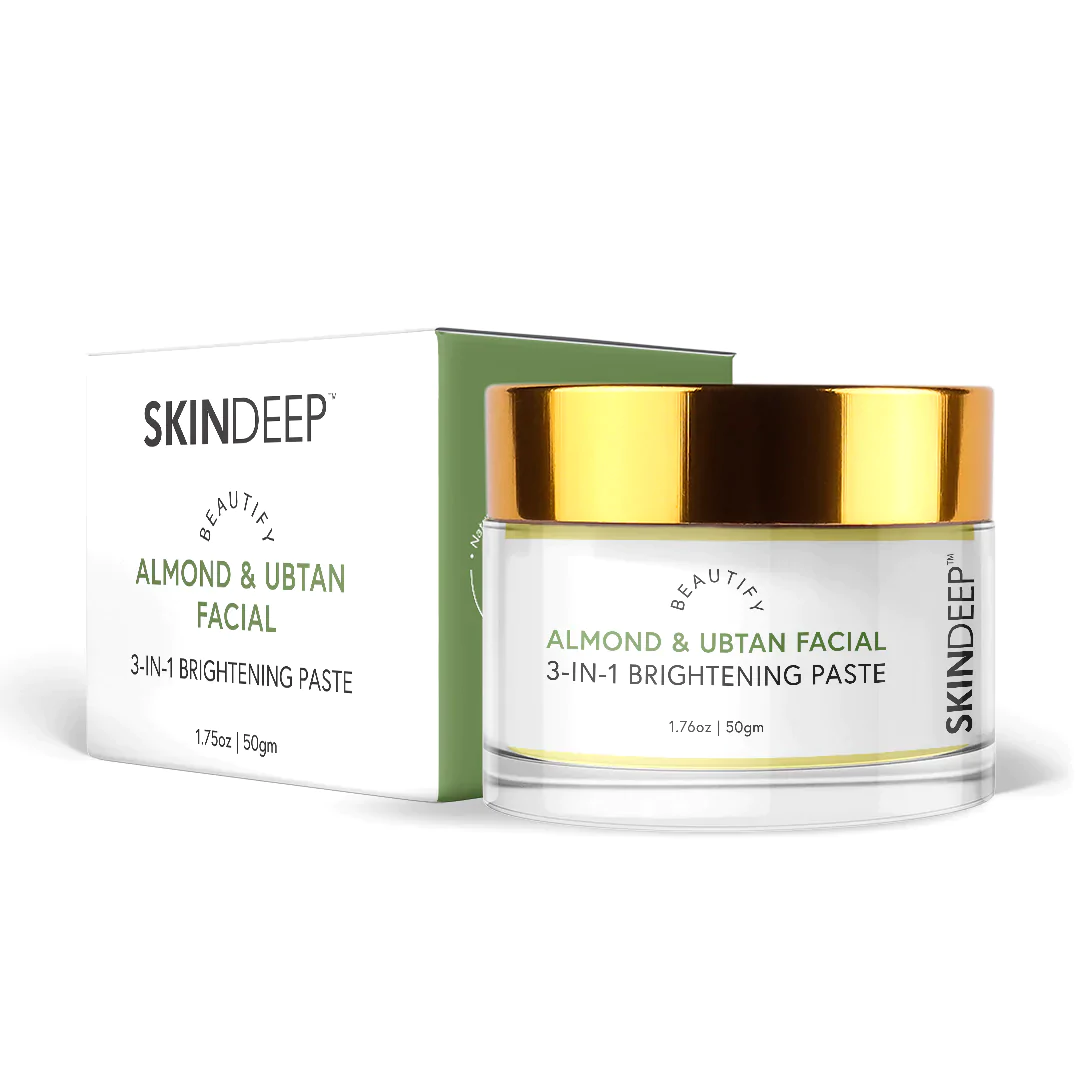 SKINDEEP™
BEAUTIFY
ALMOND & UBTAN
FACIAL
3-IN-1 BRIGHTENING PASTE
1.75oz | 50gm
BEAUTIFY
ALMOND & UBTAN FACIAL
3-IN-1 BRIGHTENING PASTE
1.76oz | 50gm
SKINDEEP™